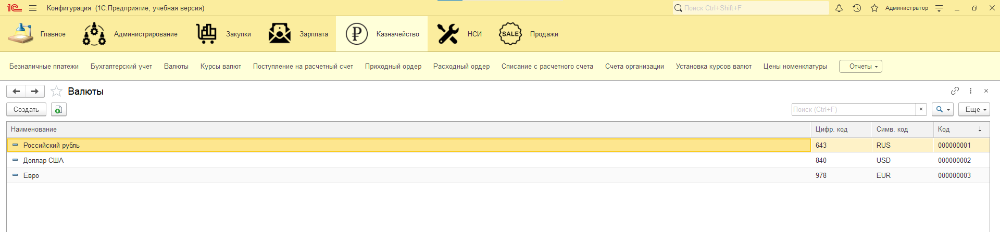 1С Конфигурация (1С:Предприятие, учебная версия) Поиск Ctrl+Shift+F Администратор
Главное Администрирование Закупки Зарплата Казначейство НСИ SALE Продажи
Безналичные платежи Бухгалтерский учет Валюты Курсы валют Поступление на расчетный счет Приходный ордер Расходный ордер Списание с расчетного счета Счета организации Установка курсов валют Цены номенклатуры Отчеты
Валюты
Создать Поиск (Ctrl+F) × Еще
Наименование Цифр. код Симв. код Код ↓
Российский рубль 643 RUS 000000001
Доллар США 840 USD 000000002
Евро 978 EUR 000000003